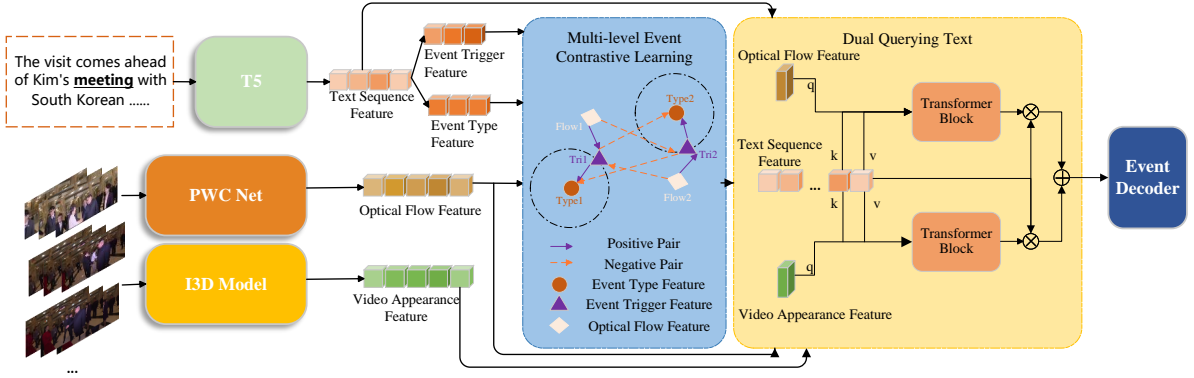 The visit comes ahead
of Kim's meeting with
South Korean ......
T5
Text Sequence
Feature
Event Trigger
Feature
Event Type
Feature
PWC Net
Optical Flow Feature
I3D Model
Video Appearance
Feature
...
Multi-level Event
Contrastive Learning
Type2
Flow1
Tri1
Tri2
Type1
Flow2
Positive Pair
Negative Pair
Event Type Feature
Event Trigger Feature
Optical Flow Feature
Dual Querying Text
Optical Flow Feature
q
Transformer
Block
Text Sequence
Feature
k
v
...
k
v
Transformer
Block
q
Video Appearance Feature
Event
Decoder